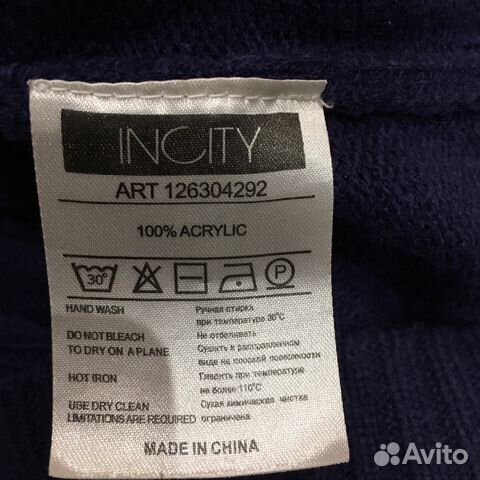 INCITY
ART 126304292
100% ACRYLIC
30° P
HAND WASH Ручная стирка
при температуре 30°C
DO NOT BLEACH Не отбеливать
TO DRY ON A PLANE Сушить в расправленном
виде на плоской поверхности
HOT IRON Гладить при температуре
не более 110°C
USE DRY CLEAN Сухая химическая чистка
LIMITATIONS ARE REQUIRED ограничена
MADE IN CHINA
Avito